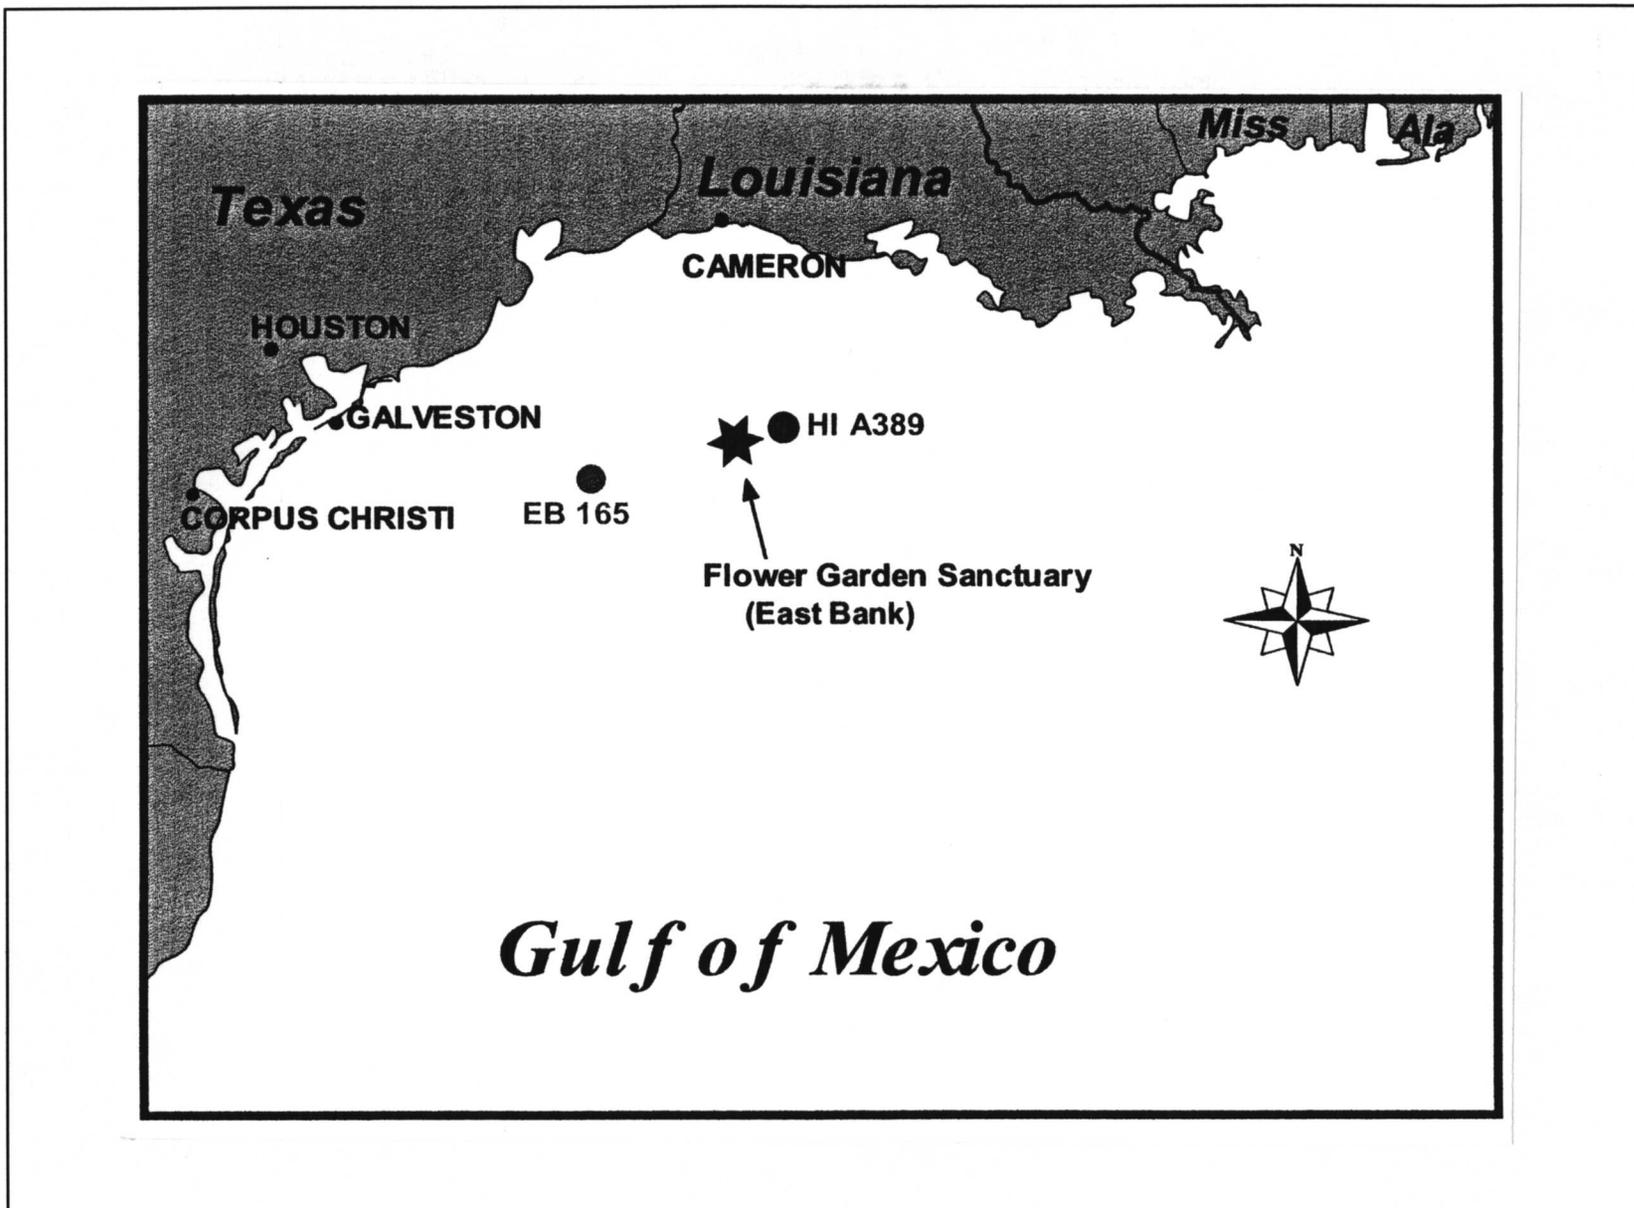 Miss
Ala
Louisiana
Texas
CAMERON
HOUSTON
GALVESTON
HI A389
CORPUS CHRISTI
EB 165
N
Flower Garden Sanctuary
(East Bank)
Gulf of Mexico